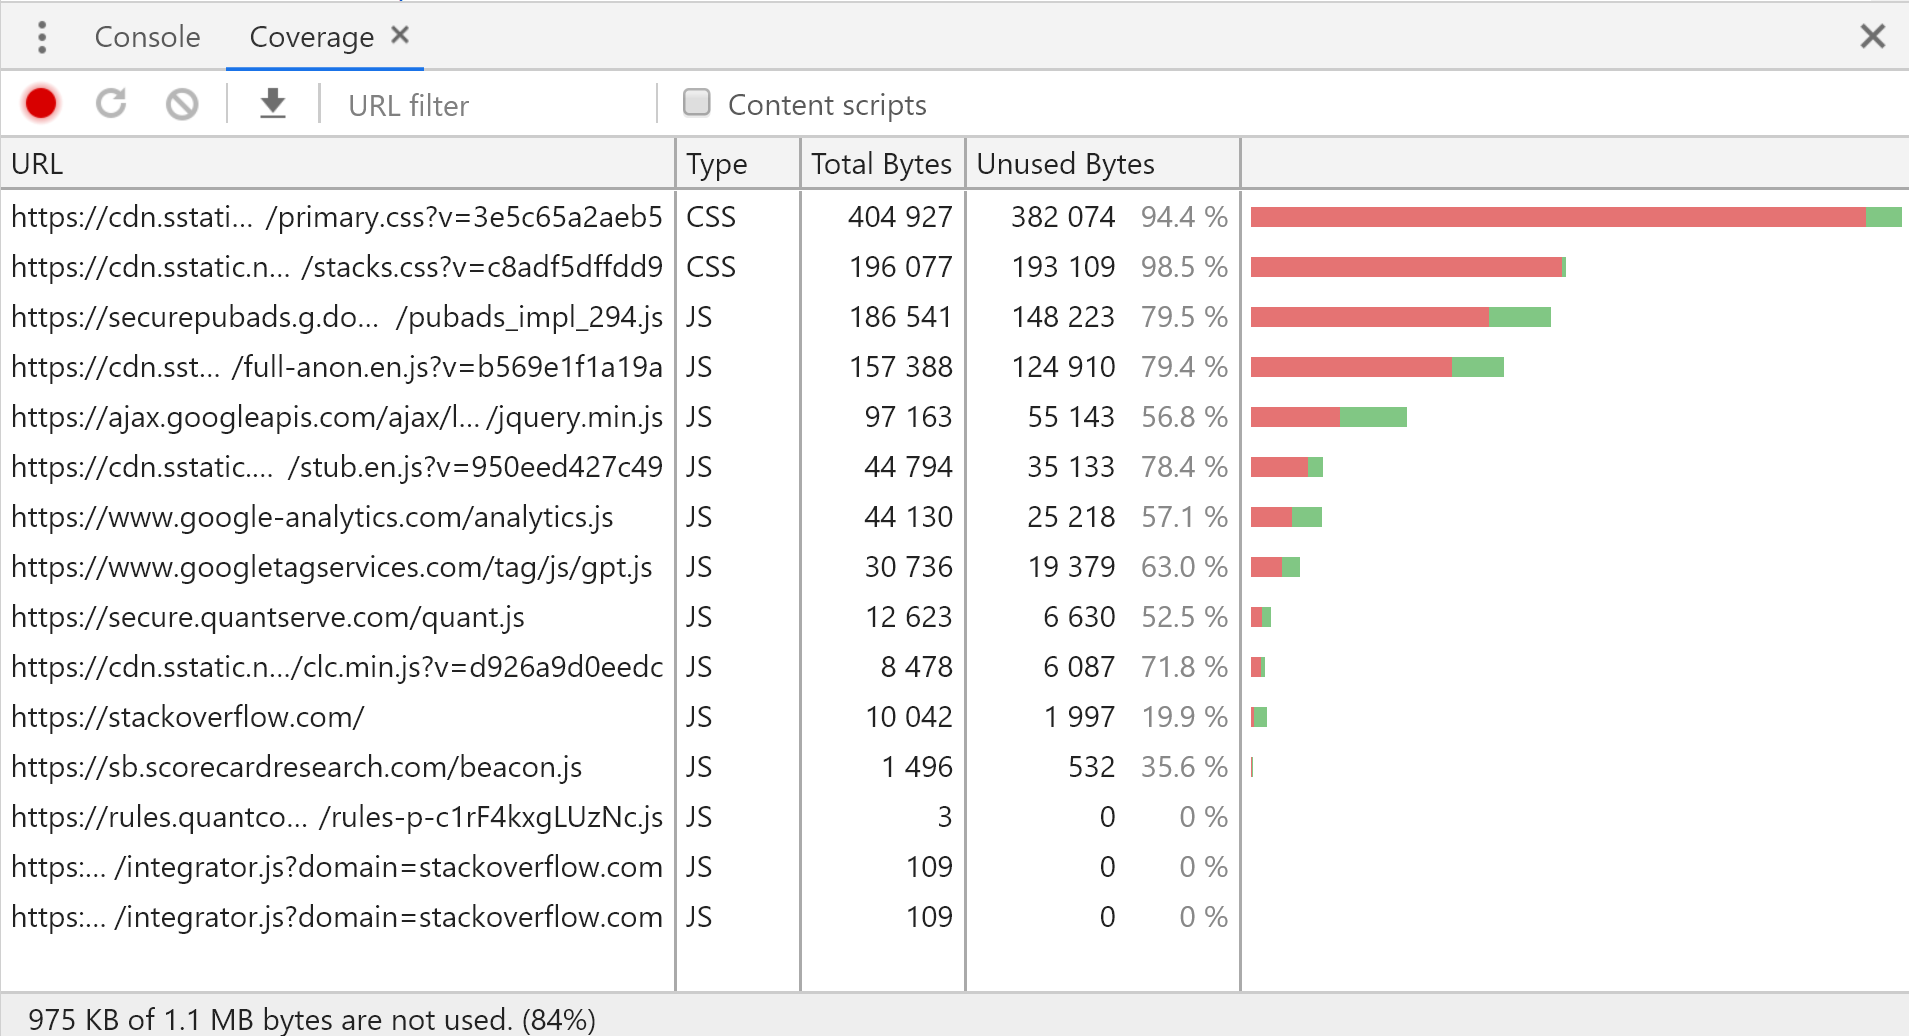 Console Coverage ✕
URL filter Content scripts
URL Type Total Bytes Unused Bytes
https://cdn.sstati… /primary.css?v=3e5c65a2aeb5 CSS 404 927 382 074 94.4 %
https://cdn.sstatic.n… /stacks.css?v=c8adf5dffdd9 CSS 196 077 193 109 98.5 %
https://securepubads.g.do… /pubads_impl_294.js JS 186 541 148 223 79.5 %
https://cdn.sst… /full-anon.en.js?v=b569e1f1a19a JS 157 388 124 910 79.4 %
https://ajax.googleapis.com/ajax/l… /jquery.min.js JS 97 163 55 143 56.8 %
https://cdn.sstatic.… /stub.en.js?v=950eed427c49 JS 44 794 35 133 78.4 %
https://www.google-analytics.com/analytics.js JS 44 130 25 218 57.1 %
https://www.googletagservices.com/tag/js/gpt.js JS 30 736 19 379 63.0 %
https://secure.quantserve.com/quant.js JS 12 623 6 630 52.5 %
https://cdn.sstatic.n…/clc.min.js?v=d926a9d0eedc JS 8 478 6 087 71.8 %
https://stackoverflow.com/ JS 10 042 1 997 19.9 %
https://sb.scorecardresearch.com/beacon.js JS 1 496 532 35.6 %
https://rules.quantco… /rules-p-c1rF4kxgLUzNc.js JS 3 0 0 %
https:… /integrator.js?domain=stackoverflow.com JS 109 0 0 %
https:… /integrator.js?domain=stackoverflow.com JS 109 0 0 %
975 KB of 1.1 MB bytes are not used. (84%)